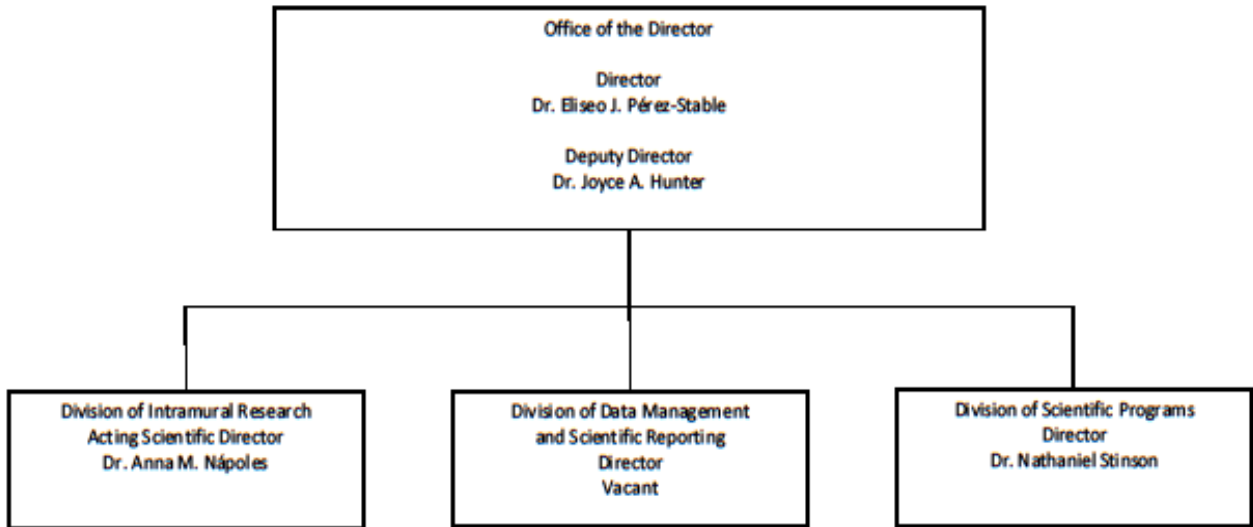 Office of the Director
Director
Dr. Eliseo J. Pérez-Stable
Deputy Director
Dr. Joyce A. Hunter
Division of Intramural Research
Acting Scientific Director
Dr. Anna M. Nápoles
Division of Data Management
and Scientific Reporting
Director
Vacant
Division of Scientific Programs
Director
Dr. Nathaniel Stinson